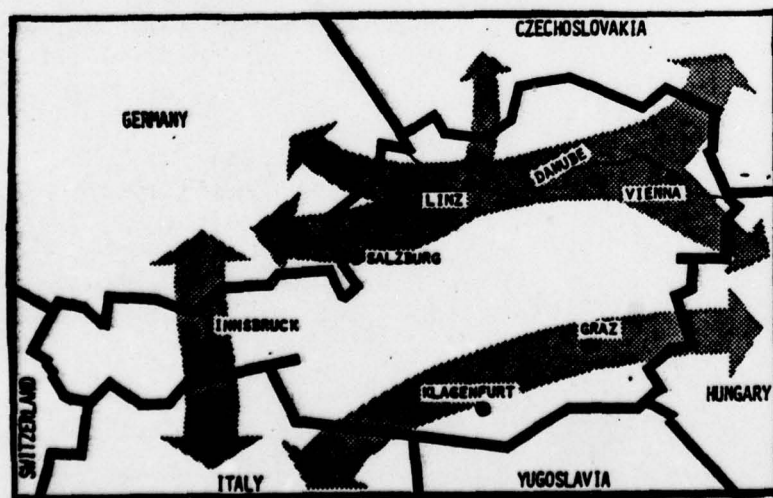 CZECHOSLOVAKIA
GERMANY
DANUBE
LINZ
VIENNA
SALZBURG
INNSBRUCK
GRAZ
KLAGENFURT
SWITZERLAND
HUNGARY
ITALY
YUGOSLAVIA